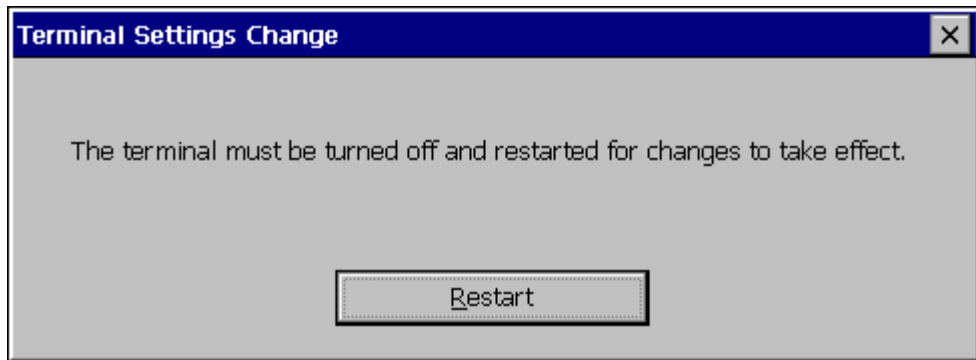 Terminal Settings Change
The terminal must be turned off and restarted for changes to take effect.
Restart